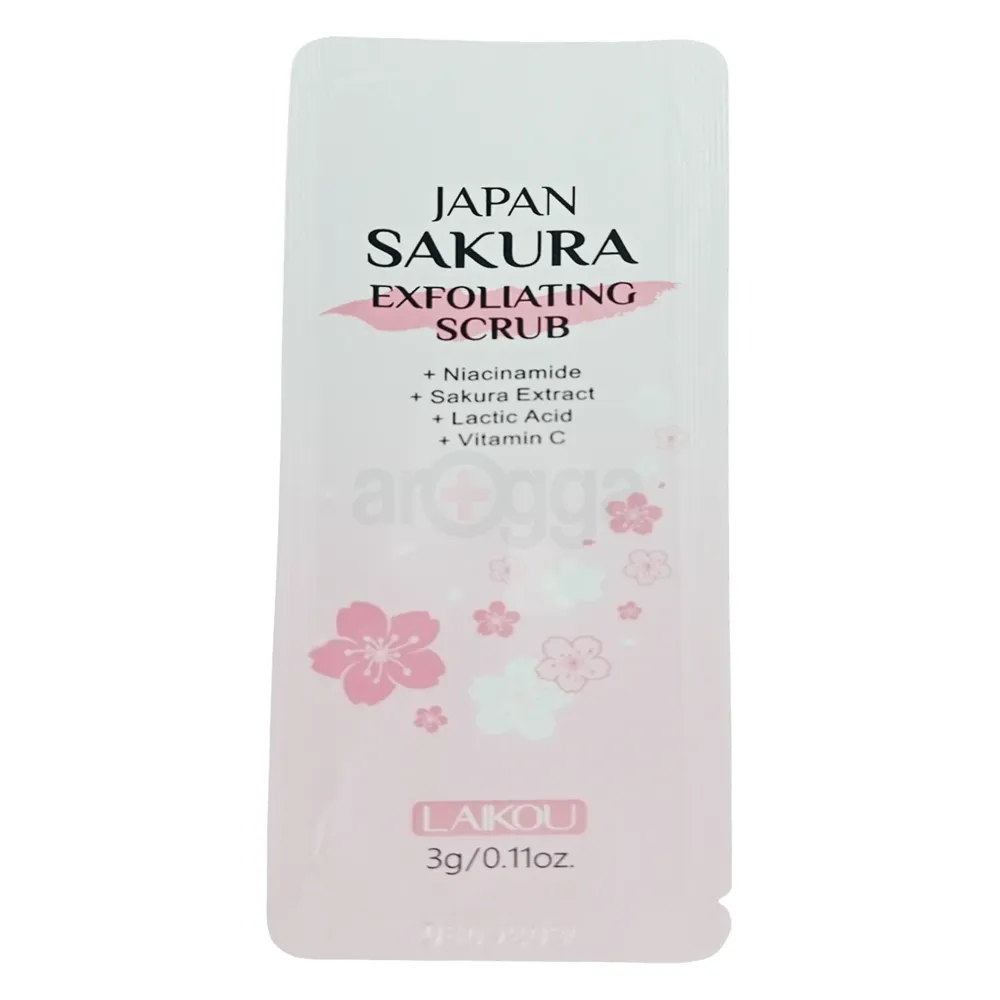 JAPAN
SAKURA
EXFOLIATING
SCRUB
+ Niacinamide
+ Sakura Extract
+ Lactic Acid
+ Vitamin C
arogga
LAIKOU
3g/0.11oz.